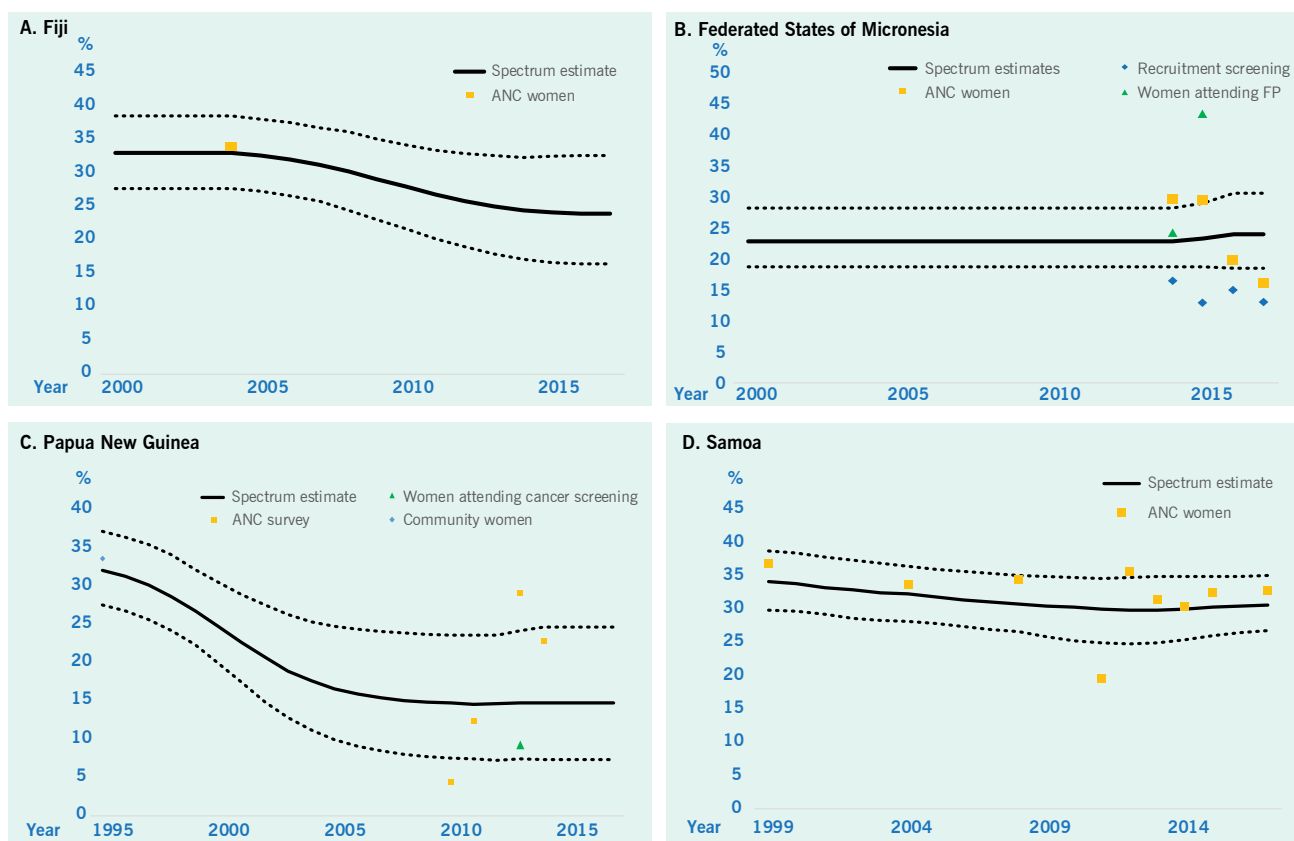 A. Fiji
%
45
40
35
30
25
20
15
10
5
0
Spectrum estimate
ANC women
Year 2000 2005 2010 2015
B. Federated States of Micronesia
%
50
45
40
35
30
25
20
15
10
5
0
Spectrum estimates Recruitment screening
ANC women Women attending FP
Year 2000 2005 2010 2015
C. Papua New Guinea
%
40
35
30
25
20
15
10
5
0
Spectrum estimate Women attending cancer screening
ANC survey Community women
Year 1995 2000 2005 2010 2015
D. Samoa
%
45
40
35
30
25
20
15
10
5
0
Spectrum estimate
ANC women
Year 1999 2004 2009 2014